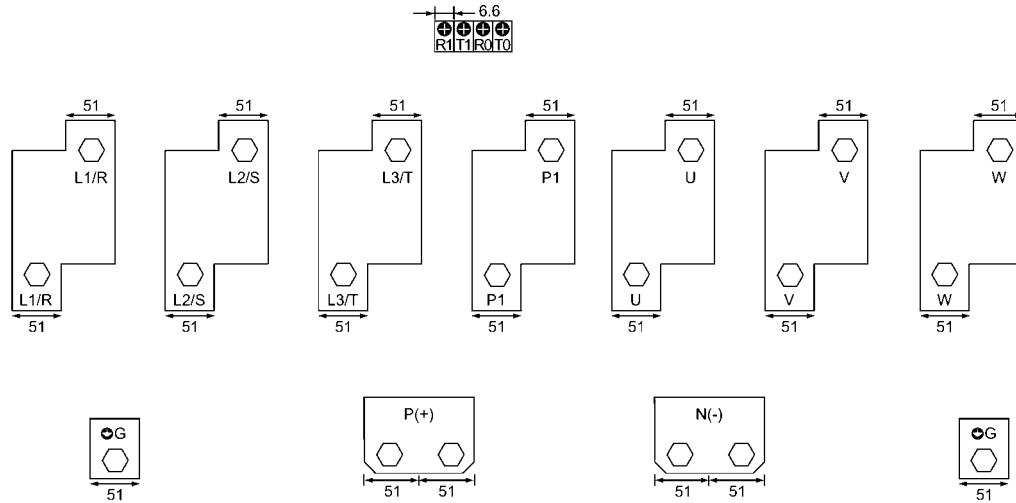 6.6
R1 T1 R0 T0
51 51 51 51 51 51 51
L1/R L2/S L3/T P1 U V W
L1/R L2/S L3/T P1 U V W
51 51 51 51 51 51 51
P(+) N(-)
G G
51 51 51 51 51 51